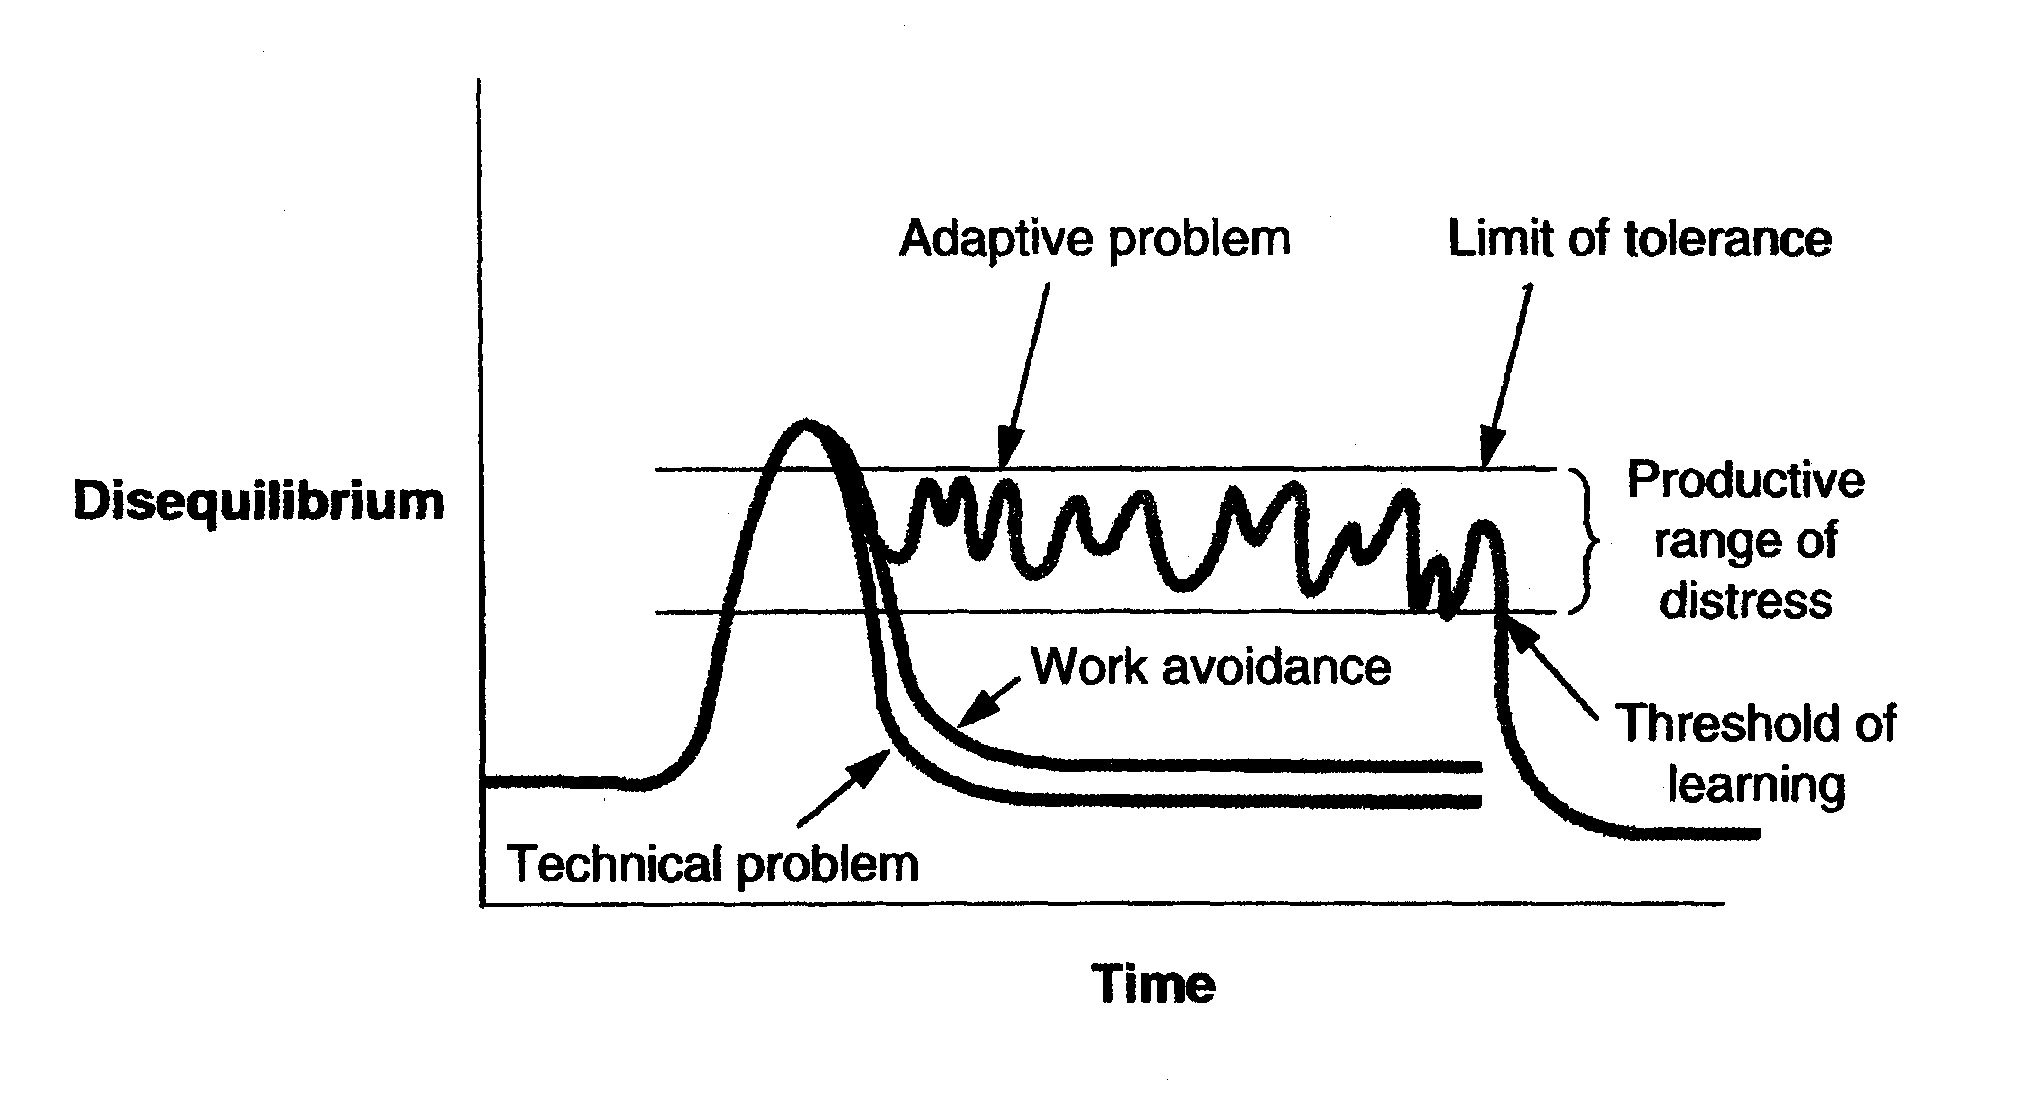 Adaptive problem
Limit of tolerance
Disequilibrium
Productive
range of
distress
Work avoidance
Threshold of
learning
Technical problem
Time